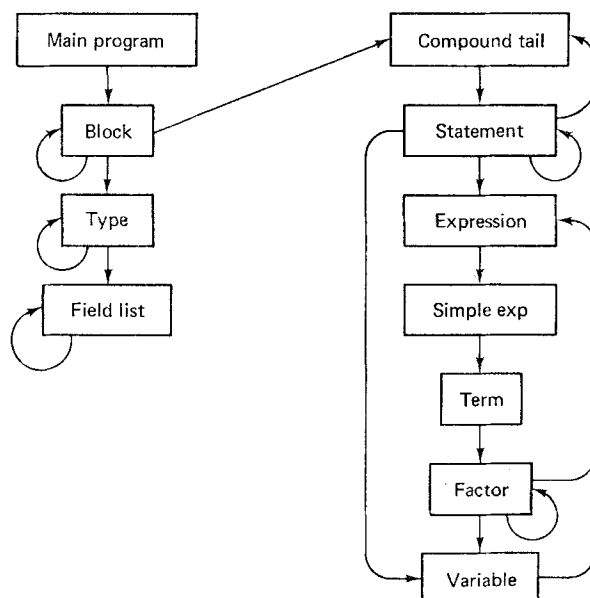 Main program
Block
Type
Field list
Compound tail
Statement
Expression
Simple exp
Term
Factor
Variable